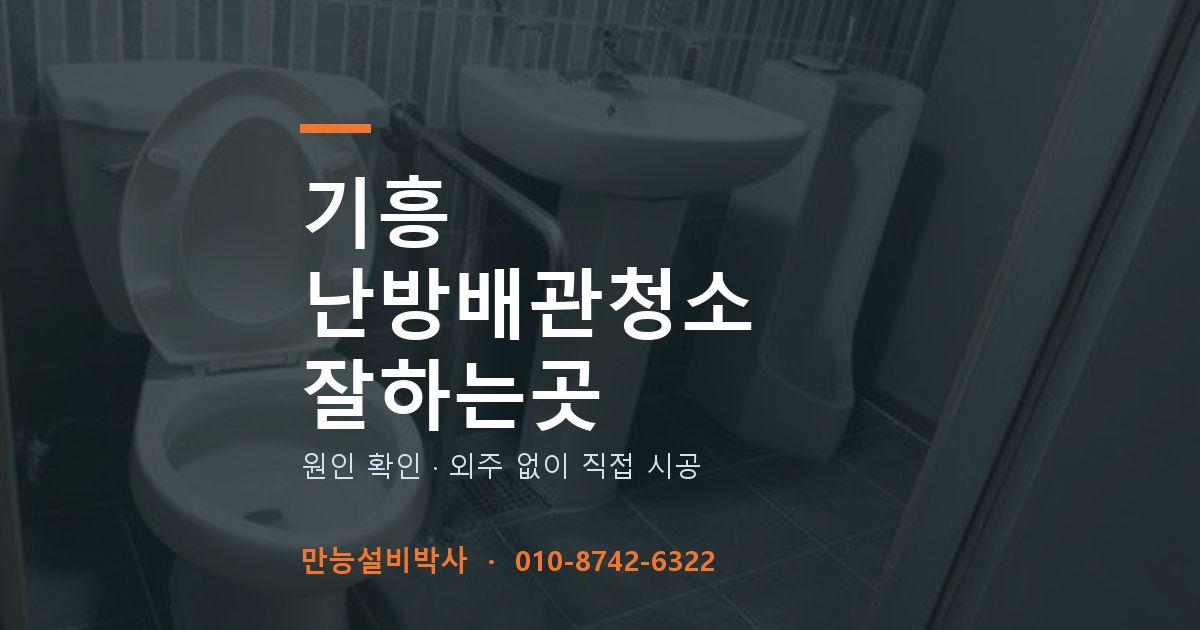 기흥
난방배관청소
잘하는곳
원인 확인 · 외주 없이 직접 시공
만능설비박사 · 010-8742-6322